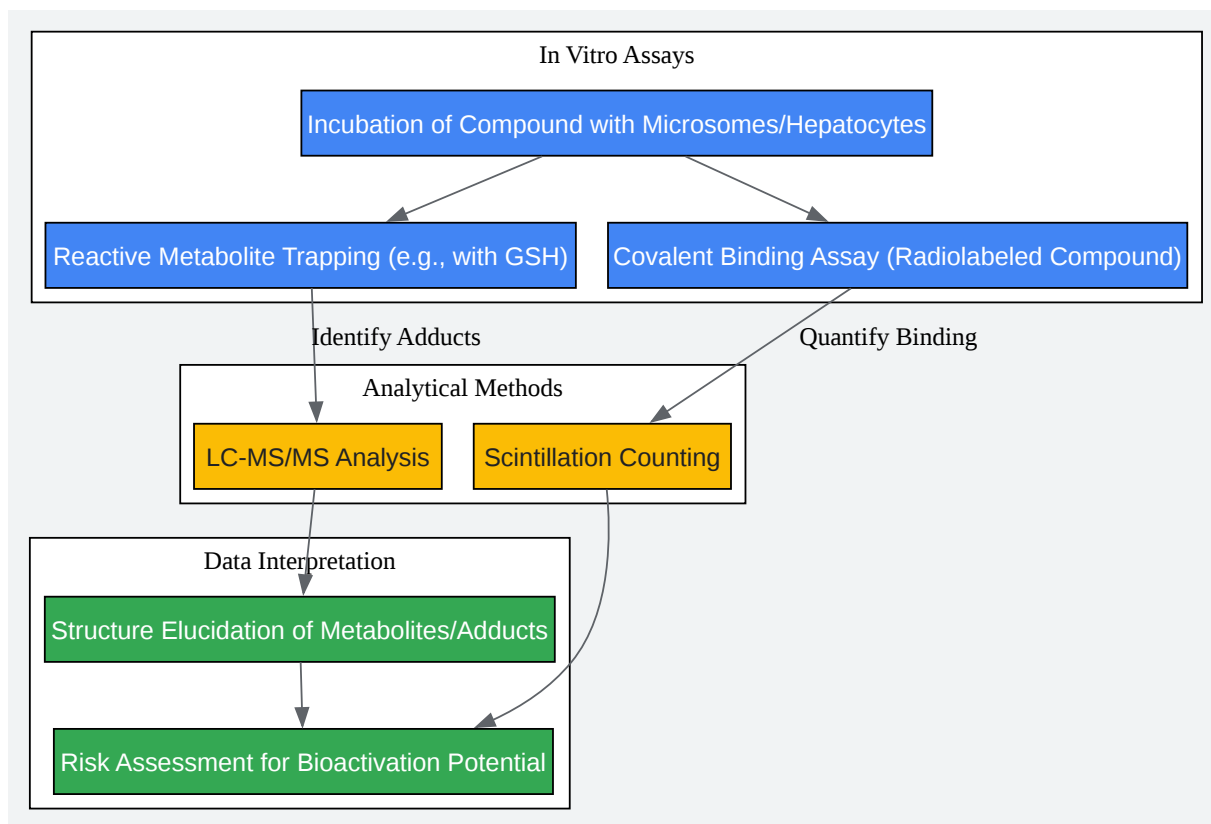 In Vitro Assays
Incubation of Compound with Microsomes/Hepatocytes
Reactive Metabolite Trapping (e.g., with GSH)
Covalent Binding Assay (Radiolabeled Compound)
Identify Adducts
Quantify Binding
Analytical Methods
LC-MS/MS Analysis
Scintillation Counting
Data Interpretation
Structure Elucidation of Metabolites/Adducts
Risk Assessment for Bioactivation Potential